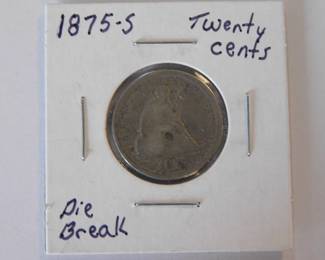 1875-S Twenty
cents
Die
Break